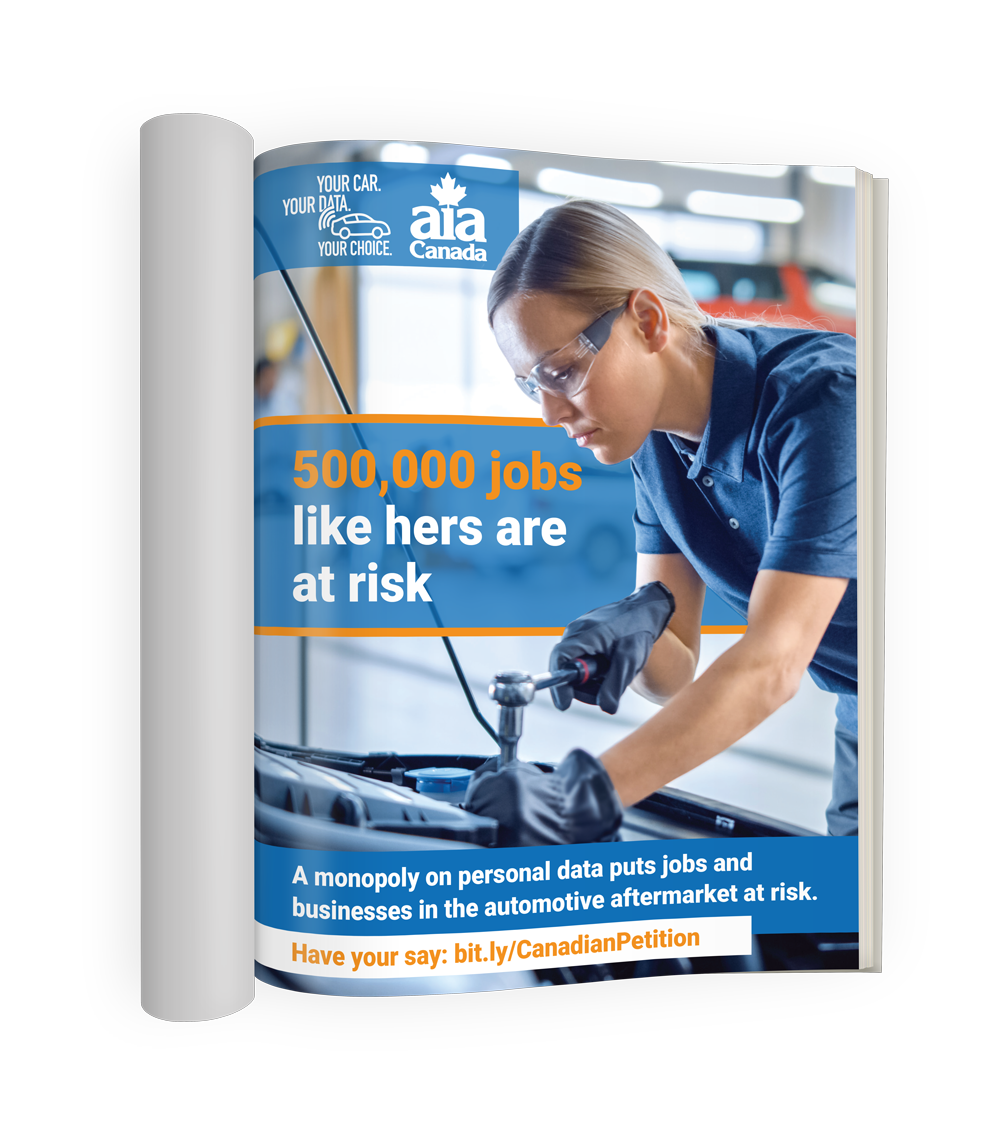 YOUR CAR.
YOUR DATA.
YOUR CHOICE.
aia
Canada
500,000 jobs
like hers are
at risk
A monopoly on personal data puts jobs and
businesses in the automotive aftermarket at risk.
Have your say: bit.ly/CanadianPetition